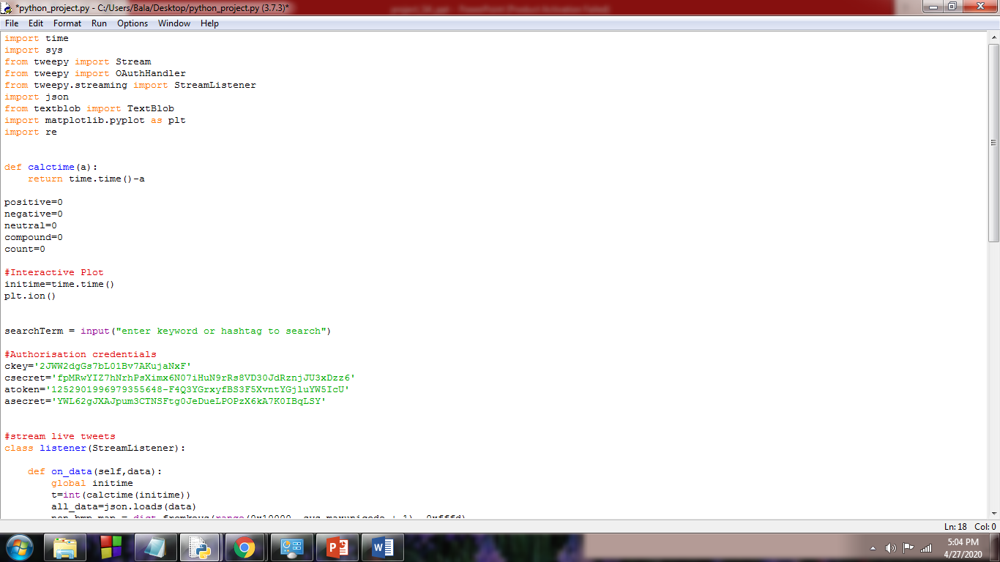 *python_project.py - C:/Users/Bala/Desktop/python_project.py (3.7.3)*
File Edit Format Run Options Window Help
import time
import sys
from tweepy import Stream
from tweepy import OAuthHandler
from tweepy.streaming import StreamListener
import json
from textblob import TextBlob
import matplotlib.pyplot as plt
import re
def calctime(a):
    return time.time()-a
positive=0
negative=0
neutral=0
compound=0
count=0
#Interactive Plot
initime=time.time()
plt.ion()
searchTerm = input("enter keyword or hashtag to search")
#Authorisation credentials
ckey='2JWW2dgGs7bL01Bv7AKujaNxF'
csecret='fpMRwYIZ7hNrhPsXimx6N07iHuN9rRs8VD30JdRznjJU3xDzz6'
atoken='1252901996979355648-F4Q3YGrxyfBS3F5XvntYGjluYW5IcU'
asecret='YWL62gJXAJpum3CTNSFtg0JeDueLPOPzX6kA7K0IBqLSY'
#stream live tweets
class listener(StreamListener):
    def on_data(self,data):
        global initime
        t=int(calctime(initime))
        all_data=json.loads(data)
        non_bmp_map = dict.fromkeys(range(0x10000, sys.maxunicode + 1), 0xfffd)
Ln: 18 Col: 0
5:04 PM
4/27/2020